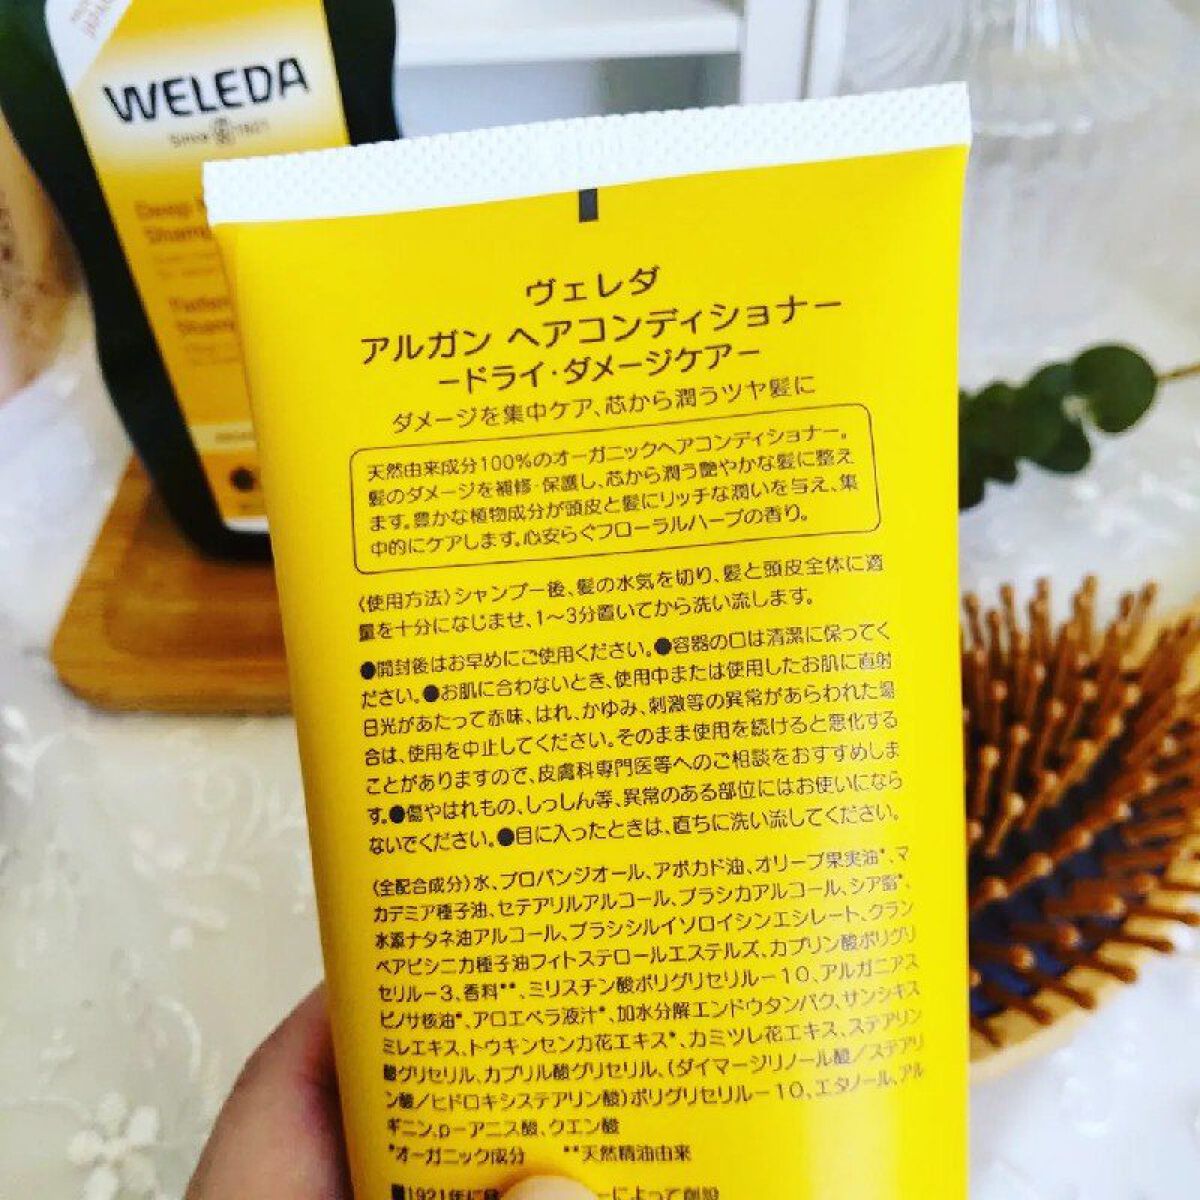 WELEDA
Since 1921
Deep
Sham
Sham
ヴェレダ
アルガン ヘアコンディショナー
－ドライ・ダメージケア－
ダメージを集中ケア、芯から潤うツヤ髪に
天然由来成分100%のオーガニックヘアコンディショナー。
髪のダメージを補修・保護し、芯から潤う艶やかな髪に整え
ます。豊かな植物成分が頭皮と髪にリッチな潤いを与え、集
中的にケアします。心安らぐフローラルハーブの香り。
〈使用方法〉シャンプー後、髪の水気を切り、髪と頭皮全体に適
量を十分になじませ、1～3分置いてから洗い流します。
●開封後はお早めにご使用ください。●容器の口は清潔に保ってく
ださい。●お肌に合わないとき、使用中または使用したお肌に直射
日光があたって赤味、はれ、かゆみ、刺激等の異常があらわれた場
合は、使用を中止してください。そのまま使用を続けると悪化する
ことがありますので、皮膚科専門医等へのご相談をおすすめしま
す。●傷やはれもの、しっしん等、異常のある部位にはお使いになら
ないでください。●目に入ったときは、直ちに洗い流してください。
〈全配合成分〉水、プロパンジオール、アボカド油、オリーブ果実油*、マ
カデミア種子油、セテアリルアルコール、ブラシカアルコール、シア脂*、
水添ナタネ油アルコール、ブラシシルイソロイシンエシレート、クラン
ベアビシニカ種子油フィトステロールエステルズ、カプリン酸ポリグリ
セリル－3、香料**、ミリスチン酸ポリグリセリル－10、アルガニアス
ピノサ核油*、アロエベラ液汁*、加水分解エンドウタンパク、サンシキス
ミレエキス、トウキンセンカ花エキス*、カミツレ花エキス、ステアリン
酸グリセリル、カプリル酸グリセリル、(ダイマージリノール酸／ステアリ
ン酸／ヒドロキシステアリン酸)ポリグリセリル－10、エタノール、アル
ギニン、p－アニス酸、クエン酸
*オーガニック成分 **天然精油由来
■1921年に ーによって創設